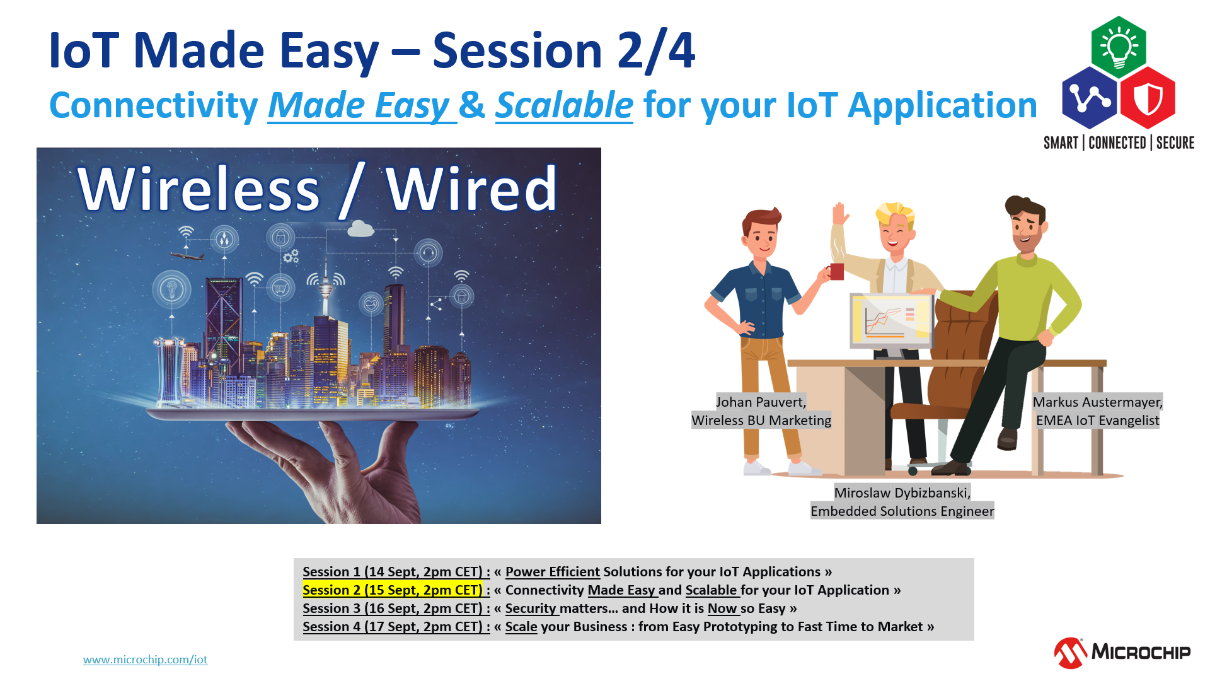 IoT Made Easy – Session 2/4
Connectivity Made Easy & Scalable for your IoT Application
SMART | CONNECTED | SECURE
Wireless / Wired
Johan Pauvert,
Wireless BU Marketing
Markus Austermayer,
EMEA IoT Evangelist
Miroslaw Dybizbanski,
Embedded Solutions Engineer
Session 1 (14 Sept, 2pm CET) : « Power Efficient Solutions for your IoT Applications »
Session 2 (15 Sept, 2pm CET) : « Connectivity Made Easy and Scalable for your IoT Application »
Session 3 (16 Sept, 2pm CET) : « Security matters… and How it is Now so Easy »
Session 4 (17 Sept, 2pm CET) : « Scale your Business : from Easy Prototyping to Fast Time to Market »
www.microchip.com/iot
MICROCHIP